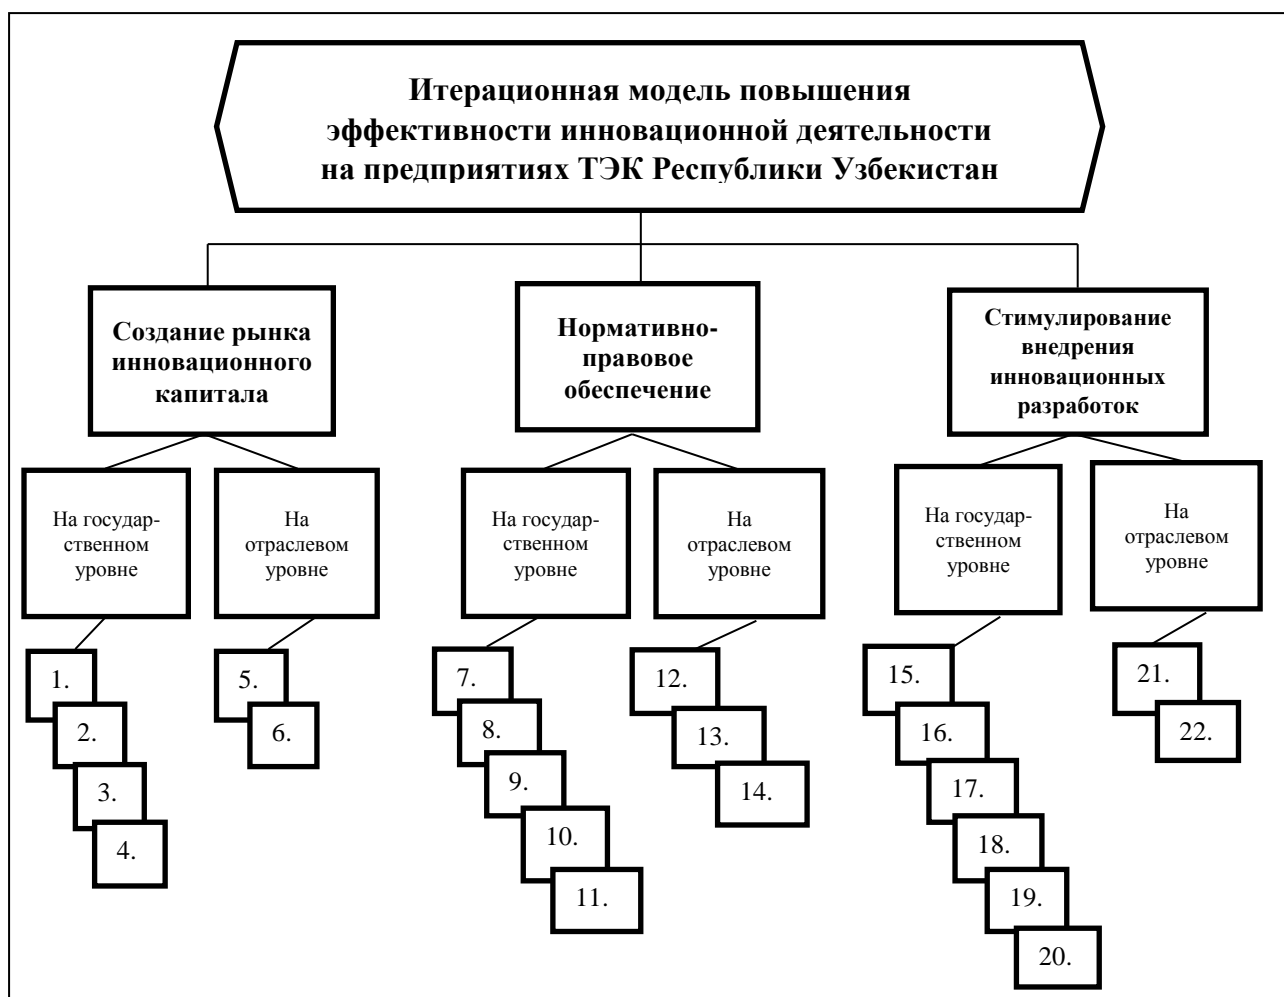 Итерационная модель повышения
эффективности инновационной деятельности
на предприятиях ТЭК Республики Узбекистан
Создание рынка
инновационного
капитала
Нормативно-
правовое
обеспечение
Стимулирование
внедрения
инновационных
разработок
На государ-
ственном
уровне
На
отраслевом
уровне
На государ-
ственном
уровне
На
отраслевом
уровне
На государ-
ственном
уровне
На
отраслевом
уровне
1.
2.
3.
4.
5.
6.
7.
8.
9.
10.
11.
12.
13.
14.
15.
16.
17.
18.
19.
20.
21.
22.